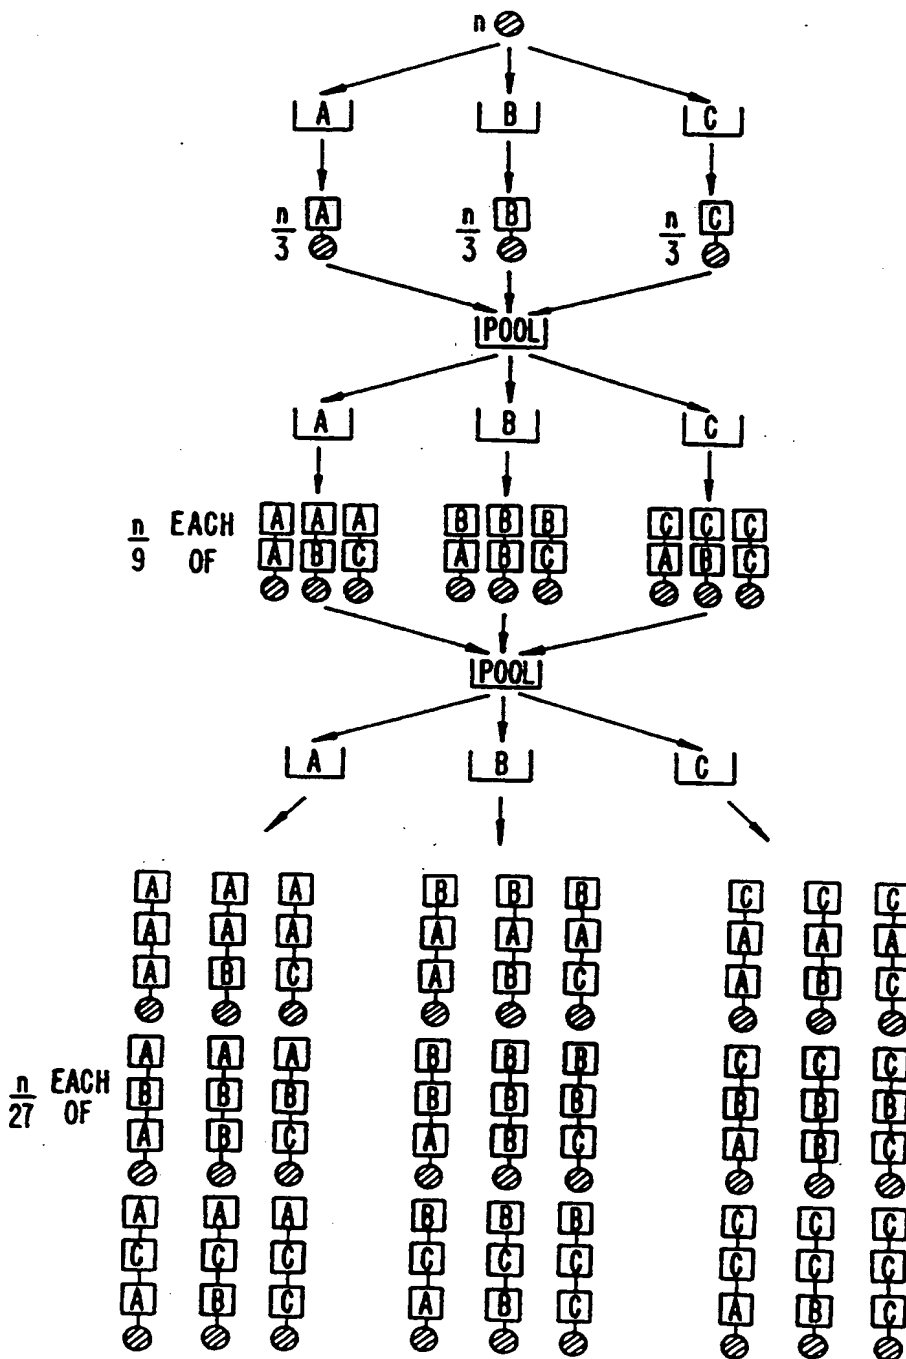 n
A B C
n/3 A n/3 B n/3 C
POOL
A B C
n/9 EACH OF
A A A B B B C C C
A B C A B C A B C
POOL
A B C
A A A B B B C C C
A A A A A A A A A
A B C A B C A B C
n/27 EACH OF
A A A B B B C C C
B B B B B B B B B
A B C A B C A B C
A A A B B B C C C
C C C C C C C C C
A B C A B C A B C